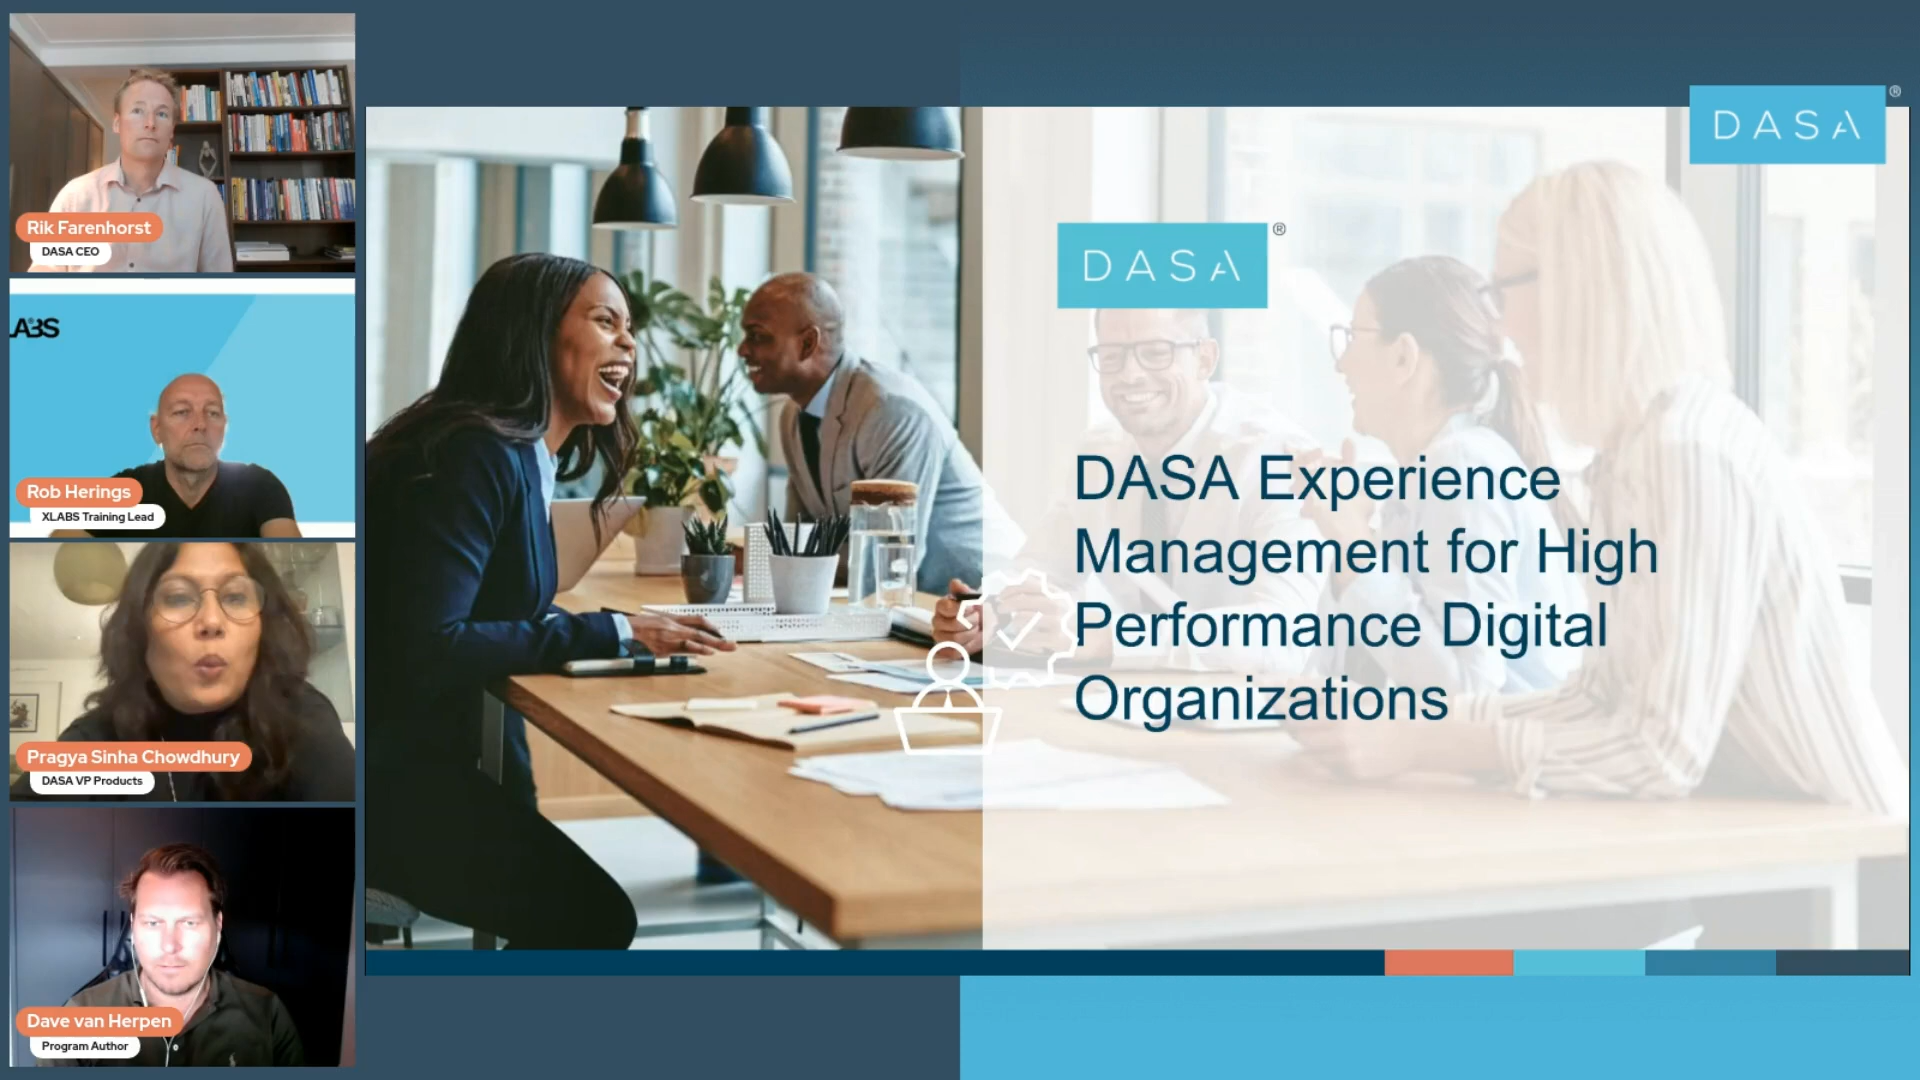 Rik Farenhorst
DASA CEO
LABS
Rob Herings
XLABS Training Lead
Pragya Sinha Chowdhury
DASA VP Products
Dave van Herpen
Program Author
DASA®
DASA®
DASA Experience
Management for High
Performance Digital
Organizations